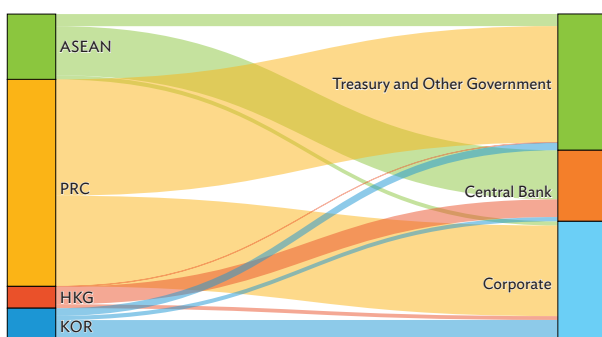 ASEAN
Treasury and Other Government
PRC
Central Bank
Corporate
HKG
KOR